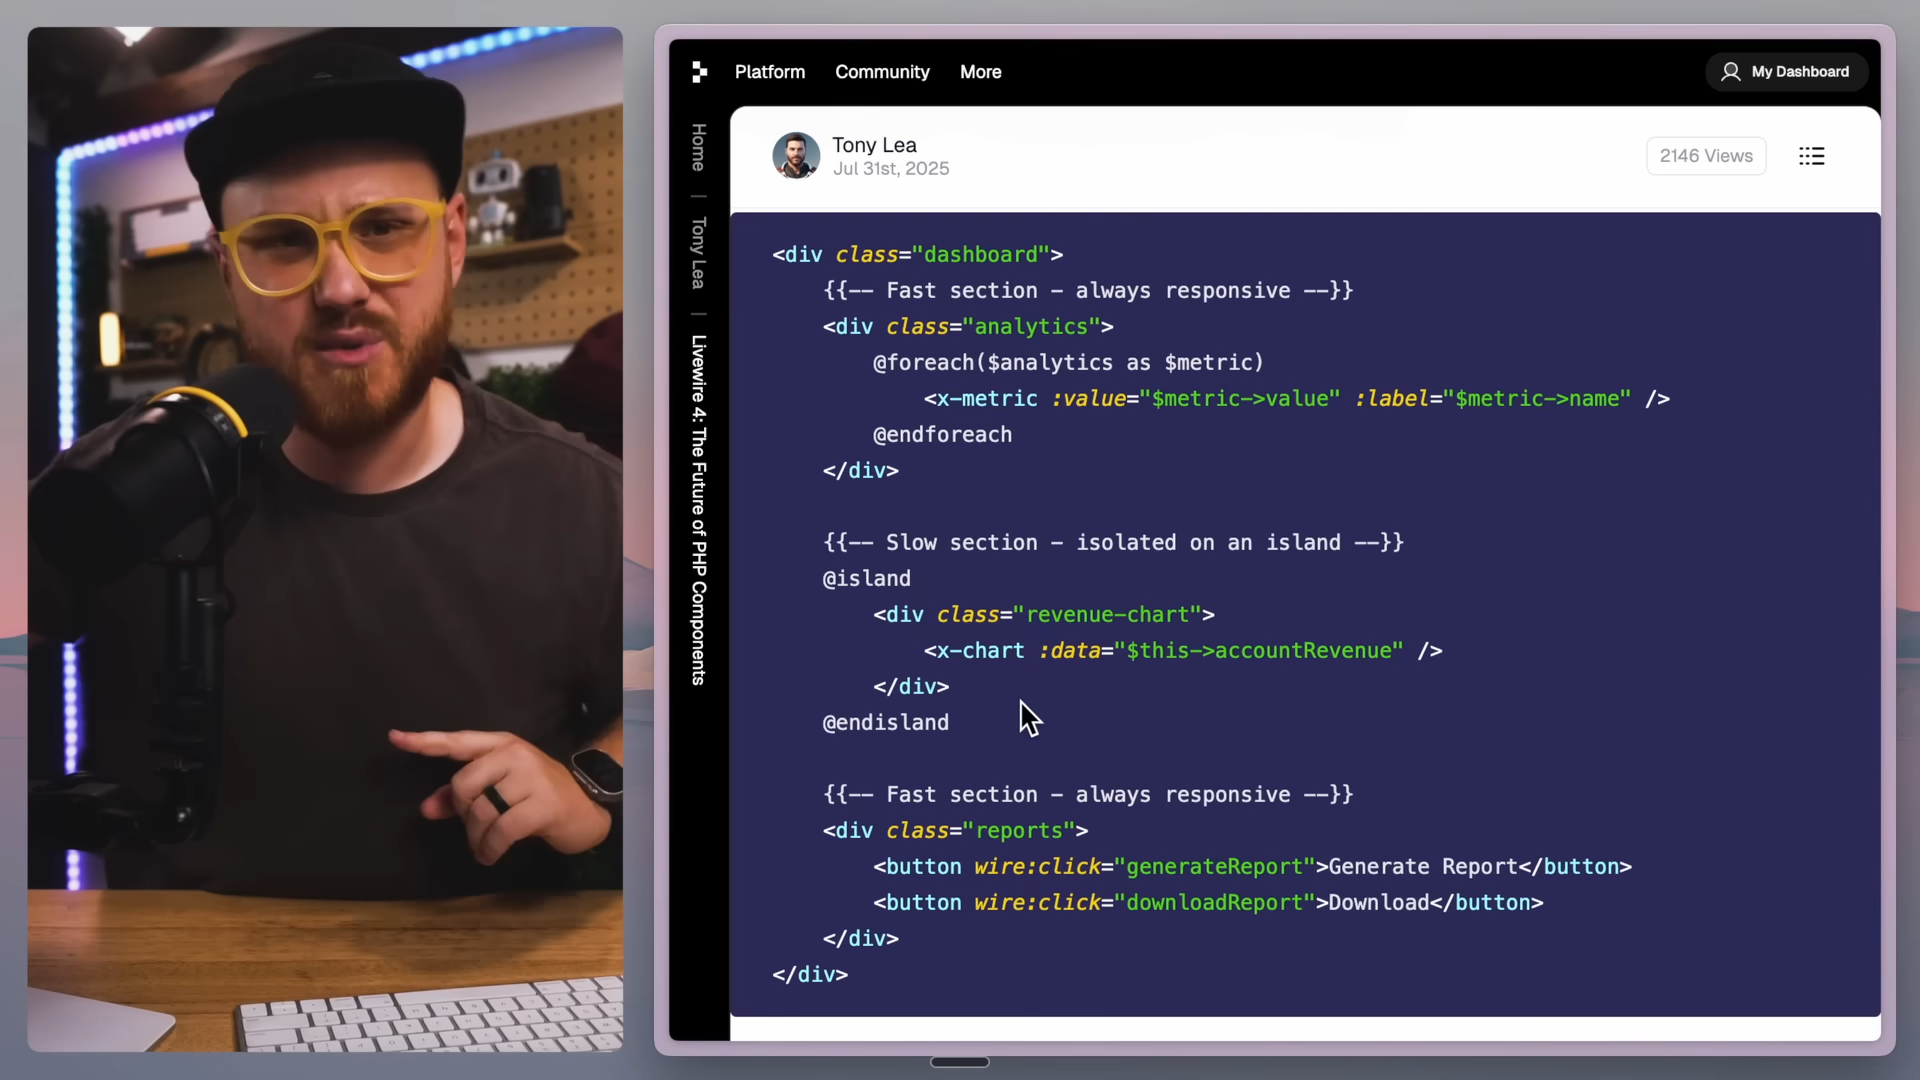 Platform
Community
More
My Dashboard
Home
|
Tony Lea
|
Livewire 4: The Future of PHP Components
Tony Lea
Jul 31st, 2025
2146 Views
<div class="dashboard">
    {{-- Fast section - always responsive --}}
    <div class="analytics">
        @foreach($analytics as $metric)
            <x-metric :value="$metric->value" :label="$metric->name" />
        @endforeach
    </div>

    {{-- Slow section - isolated on an island --}}
    @island
        <div class="revenue-chart">
            <x-chart :data="$this->accountRevenue" />
        </div>
    @endisland

    {{-- Fast section - always responsive --}}
    <div class="reports">
        <button wire:click="generateReport">Generate Report</button>
        <button wire:click="downloadReport">Download</button>
    </div>
</div>